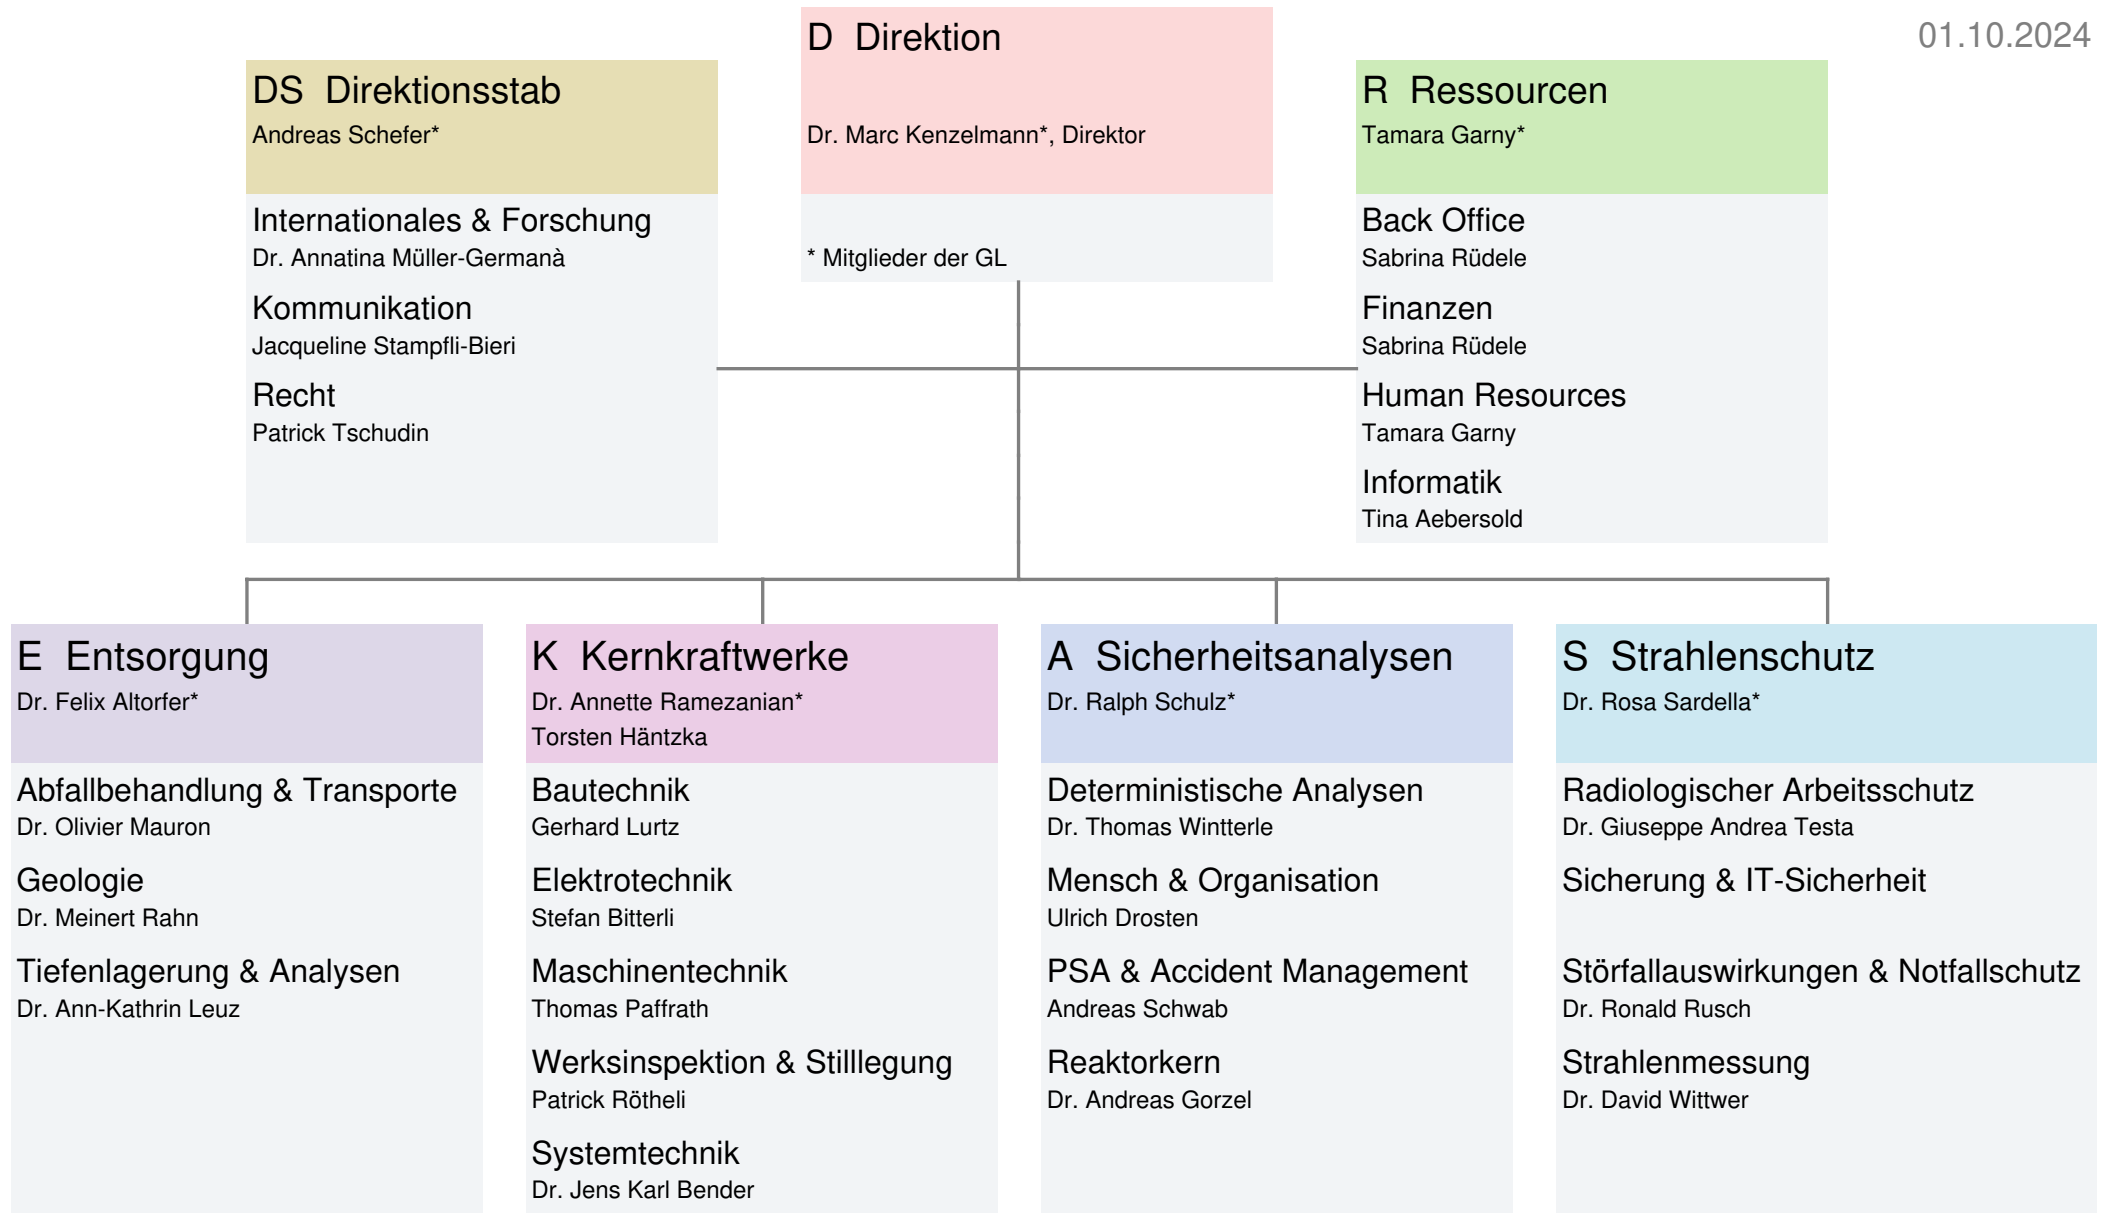 01.10.2024
D Direktion
Dr. Marc Kenzelmann*, Direktor
* Mitglieder der GL
DS Direktionsstab
Andreas Schefer*
Internationales & Forschung
Dr. Annatina Müller-Germanà
Kommunikation
Jacqueline Stampfli-Bieri
Recht
Patrick Tschudin
R Ressourcen
Tamara Garny*
Back Office
Sabrina Rüdele
Finanzen
Sabrina Rüdele
Human Resources
Tamara Garny
Informatik
Tina Aebersold
E Entsorgung
Dr. Felix Altorfer*
Abfallbehandlung & Transporte
Dr. Olivier Mauron
Geologie
Dr. Meinert Rahn
Tiefenlagerung & Analysen
Dr. Ann-Kathrin Leuz
K Kernkraftwerke
Dr. Annette Ramezanian*
Torsten Häntzka
Bautechnik
Gerhard Lurtz
Elektrotechnik
Stefan Bitterli
Maschinentechnik
Thomas Paffrath
Werksinspektion & Stilllegung
Patrick Rötheli
Systemtechnik
Dr. Jens Karl Bender
A Sicherheitsanalysen
Dr. Ralph Schulz*
Deterministische Analysen
Dr. Thomas Wintterle
Mensch & Organisation
Ulrich Drosten
PSA & Accident Management
Andreas Schwab
Reaktorkern
Dr. Andreas Gorzel
S Strahlenschutz
Dr. Rosa Sardella*
Radiologischer Arbeitsschutz
Dr. Giuseppe Andrea Testa
Sicherung & IT-Sicherheit
Störfallauswirkungen & Notfallschutz
Dr. Ronald Rusch
Strahlenmessung
Dr. David Wittwer